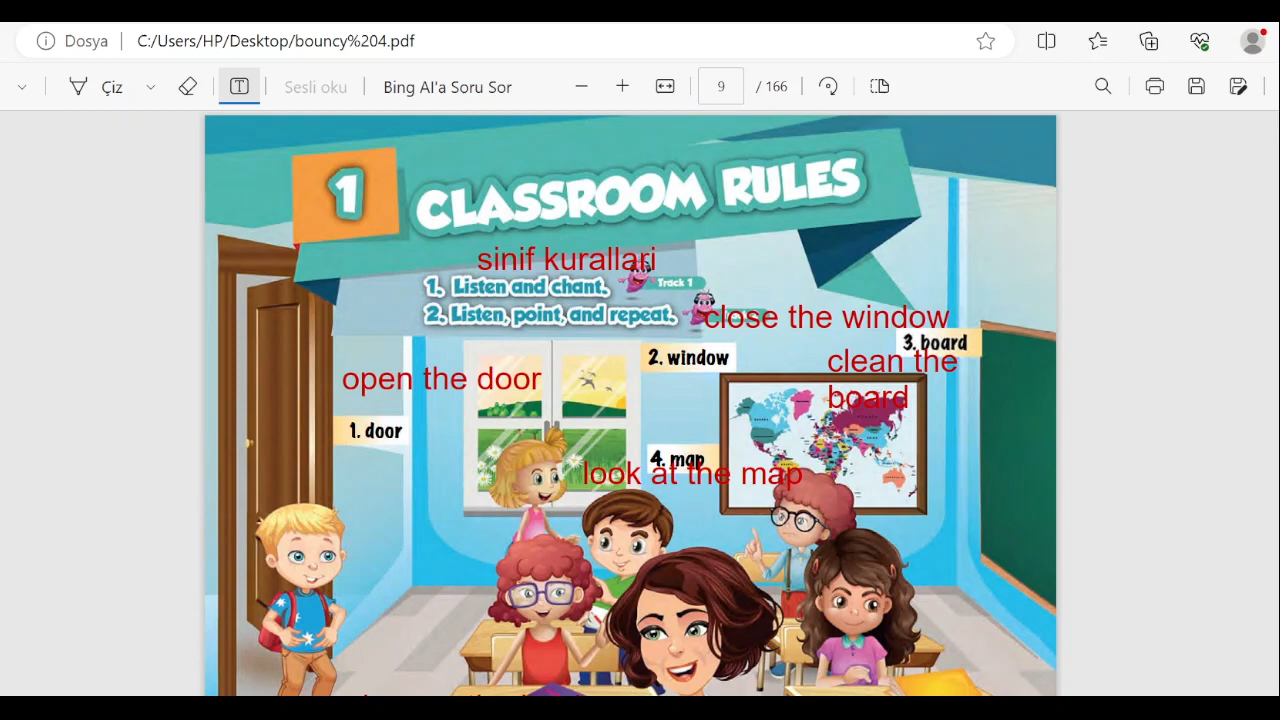 Dosya
C:/Users/HP/Desktop/bouncy%204.pdf
Çiz
Sesli oku
Bing AI'a Soru Sor
9 / 166
1
CLASSROOM RULES
sinif kurallari
1. Listen and chant.
Track 1
2. Listen, point, and repeat.
close the window
3. board
2. window
clean the
board
open the door
1. door
4. map
look at the map